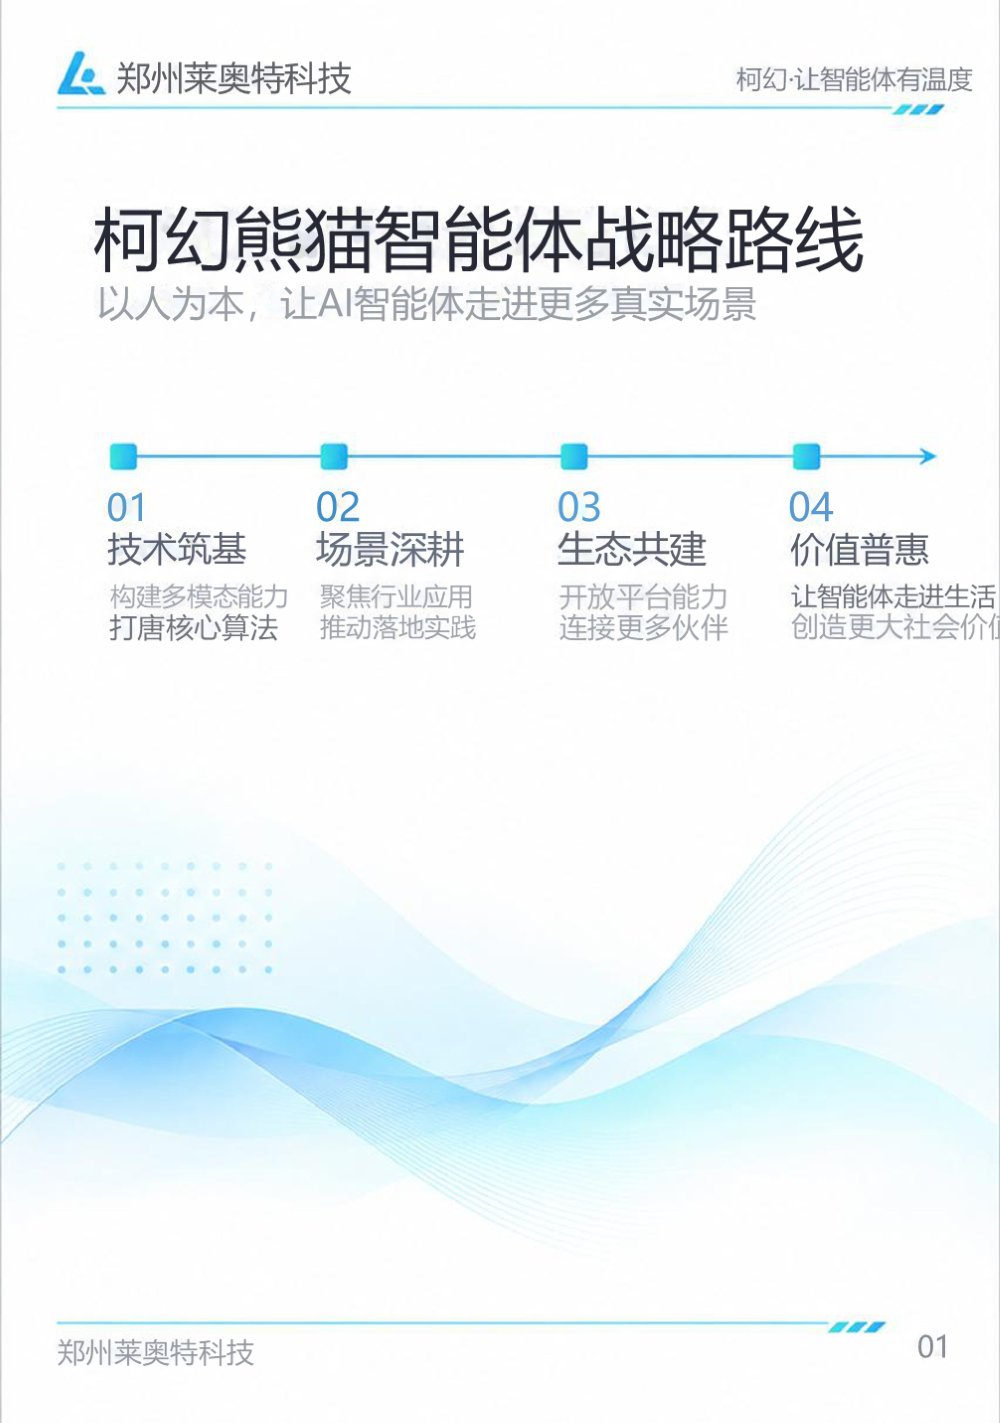 郑州莱奥特科技
柯幻·让智能体有温度
柯幻熊猫智能体战略路线
以人为本，让AI智能体走进更多真实场景
01
技术筑基
构建多模态能力
打唐核心算法
02
场景深耕
聚焦行业应用
推动落地实践
03
生态共建
开放平台能力
连接更多伙伴
04
价值普惠
让智能体走进生活
创造更大社会价值
郑州莱奥特科技
01